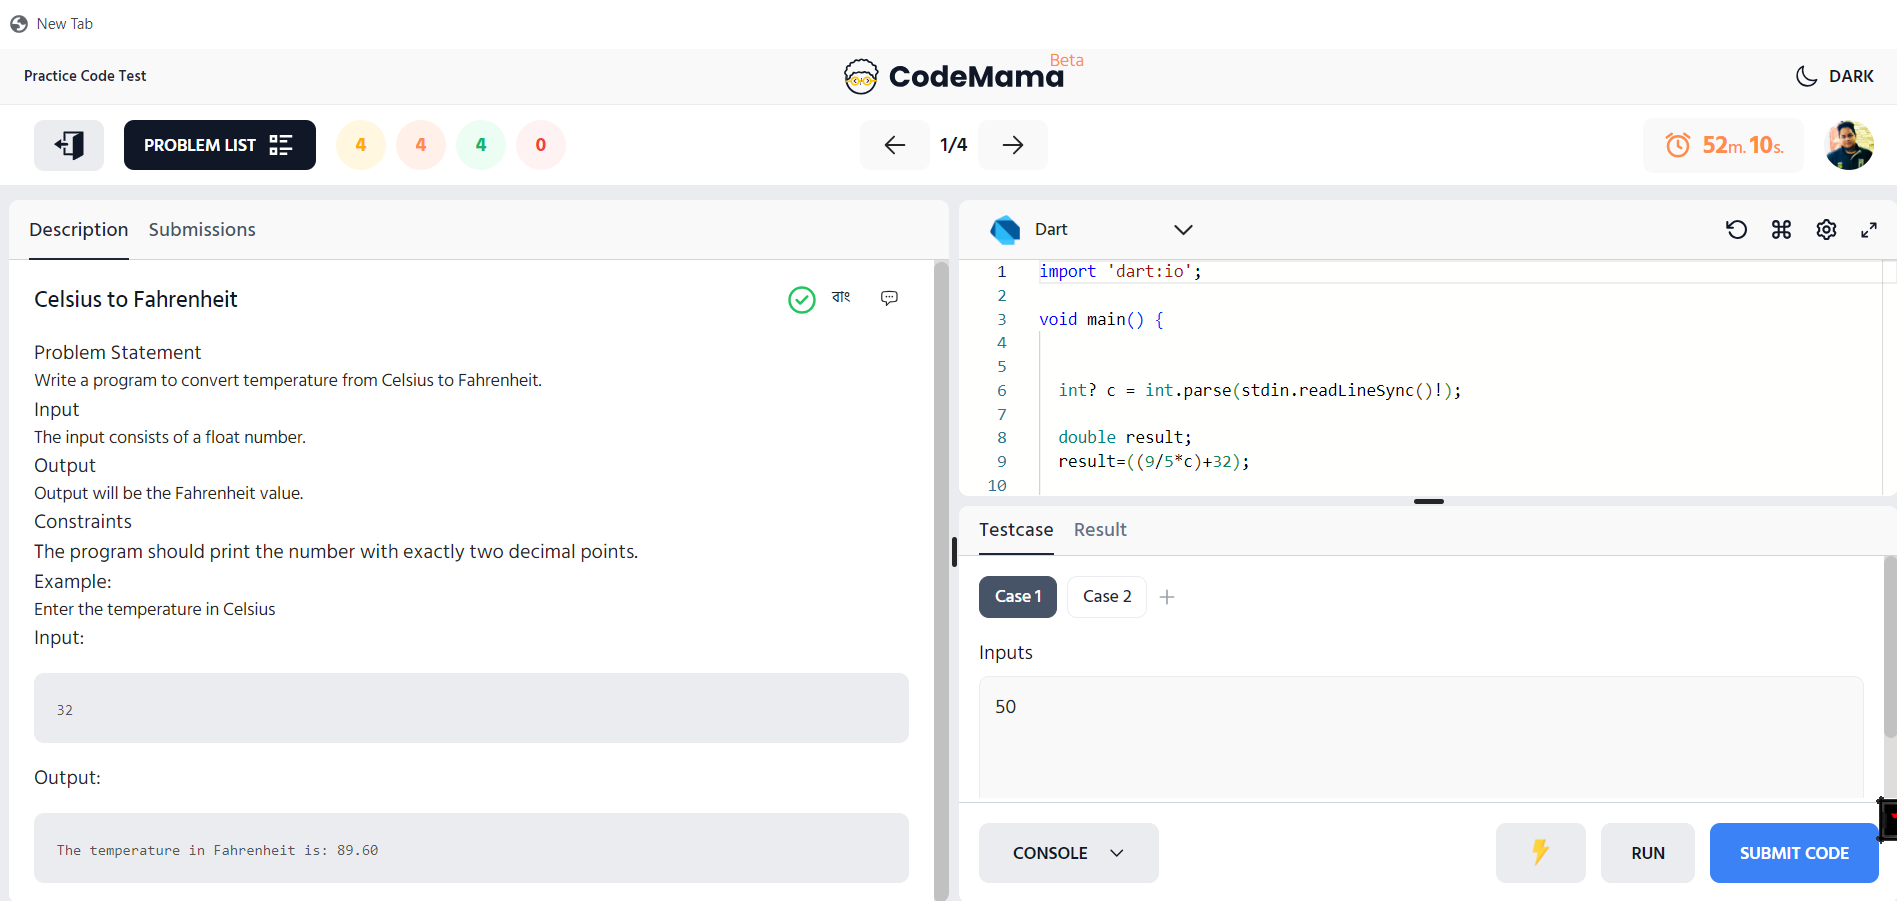 New Tab
Practice Code Test
CodeMama
Beta
DARK
PROBLEM LIST
4
4
4
0
1/4
52m. 10s.
Description
Submissions
Celsius to Fahrenheit
বাং
Problem Statement
Write a program to convert temperature from Celsius to Fahrenheit.
Input
The input consists of a float number.
Output
Output will be the Fahrenheit value.
Constraints
The program should print the number with exactly two decimal points.
Example:
Enter the temperature in Celsius
Input:
32
Output:
The temperature in Fahrenheit is: 89.60
Dart
1 import 'dart:io';
2
3 void main() {
4
5
6 int? c = int.parse(stdin.readLineSync()!);
7
8 double result;
9 result=((9/5*c)+32);
10
Testcase
Result
Case 1
Case 2
Inputs
50
CONSOLE
RUN
SUBMIT CODE